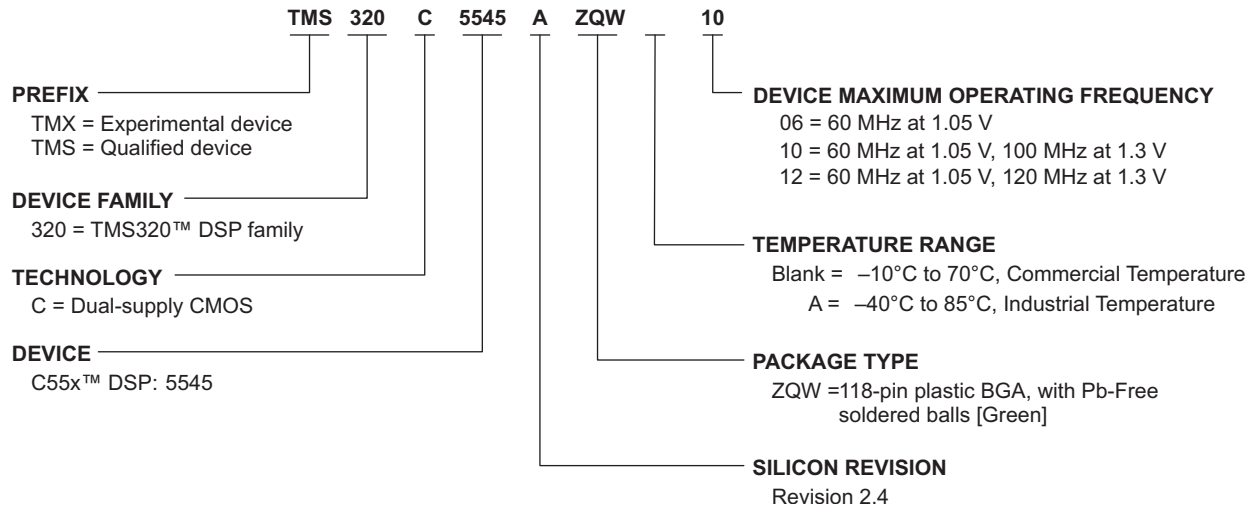 TMS 320 C 5545 A ZQW 10
PREFIX
TMX = Experimental device
TMS = Qualified device
DEVICE FAMILY
320 = TMS320™ DSP family
TECHNOLOGY
C = Dual-supply CMOS
DEVICE
C55x™ DSP: 5545
DEVICE MAXIMUM OPERATING FREQUENCY
06 = 60 MHz at 1.05 V
10 = 60 MHz at 1.05 V, 100 MHz at 1.3 V
12 = 60 MHz at 1.05 V, 120 MHz at 1.3 V
TEMPERATURE RANGE
Blank = –10°C to 70°C, Commercial Temperature
A = –40°C to 85°C, Industrial Temperature
PACKAGE TYPE
ZQW =118-pin plastic BGA, with Pb-Free
soldered balls [Green]
SILICON REVISION
Revision 2.4